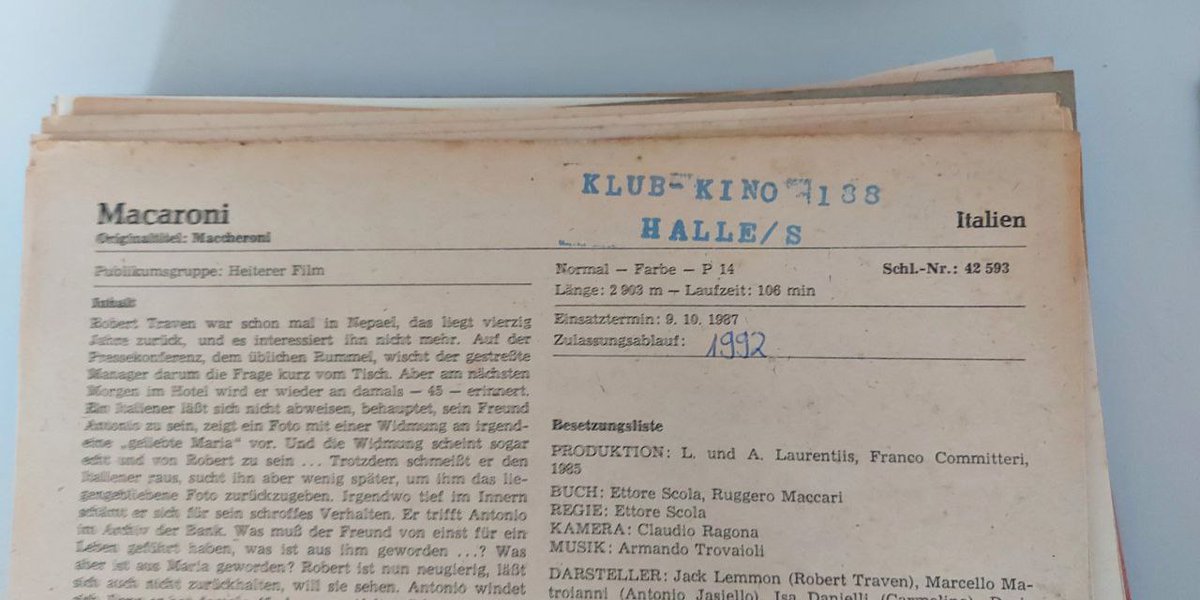 KLUB-KINO 188
HALLE/S
Macaroni
Originaltitel: Maccheroni
Italien
Publikumsgruppe: Heiterer Film
Normal — Farbe — P 14
Schl.-Nr.: 42 593
Länge: 2 903 m — Laufzeit: 106 min
Einsatztermin: 9. 10. 1987
Zulassungsablauf: 1992
Inhalt
Robert Traven war schon mal in Neapel, das liegt vierzig
Jahre zurück, und es interessiert ihn nicht mehr. Auf der
Pressekonferenz, dem üblichen Rummel, wischt der gestreßte
Manager darum die Frage kurz vom Tisch. Aber am nächsten
Morgen im Hotel wird er wieder an damals — 45 — erinnert.
Ein Italiener läßt sich nicht abweisen, behauptet, sein Freund
Antonio zu sein, zeigt ein Foto mit einer Widmung an irgend-
eine „geliebte Maria" vor. Und die Widmung scheint sogar
echt und von Robert zu sein ... Trotzdem schmeißt er den
Italiener raus, sucht ihn aber wenig später, um ihm das lie-
gengebliebene Foto zurückzugeben. Irgendwo tief im Innern
schämt er sich für sein schroffes Verhalten. Er trifft Antonio
im Archiv der Bank. Was muß der Freund von einst für ein
Leben geführt haben, was ist aus ihm geworden ...? Was
aber ist aus Maria geworden? Robert ist nun neugierig, läßt
sich auch nicht zurückhalten, will sie sehen. Antonio windet
Besetzungsliste
PRODUKTION: L. und A. Laurentiis, Franco Committeri,
1985
BUCH: Ettore Scola, Ruggero Maccari
REGIE: Ettore Scola
KAMERA: Claudio Ragona
MUSIK: Armando Trovaioli
DARSTELLER: Jack Lemmon (Robert Traven), Marcello Ma-
troianni (Antonio Jasiello), Isa Danielli (Carmelina),